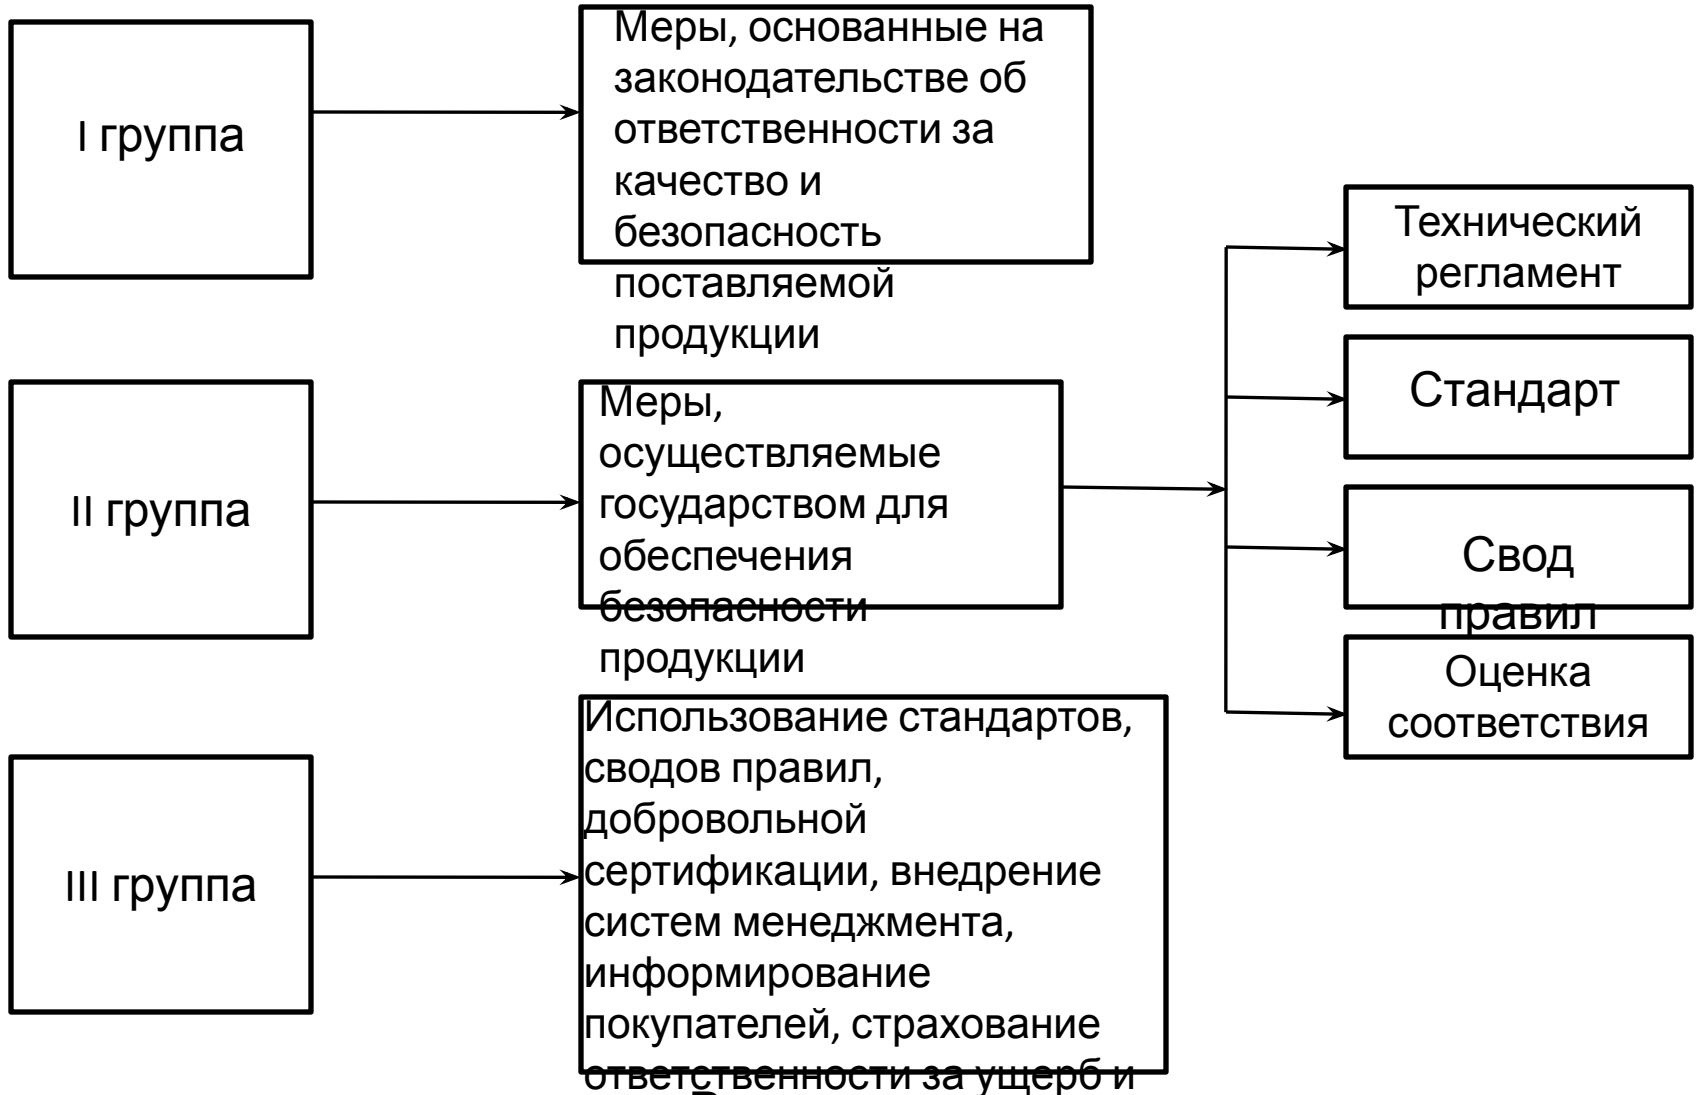 I группа
Меры, основанные на
законодательстве об
ответственности за
качество и
безопасность
поставляемой
продукции
II группа
Меры,
осуществляемые
государством для
обеспечения
безопасности
продукции
Технический
регламент
Стандарт
Свод
правил
Оценка
соответствия
III группа
Использование стандартов,
сводов правил,
добровольной
сертификации, внедрение
систем менеджмента,
информирование
покупателей, страхование
ответственности за ущерб и